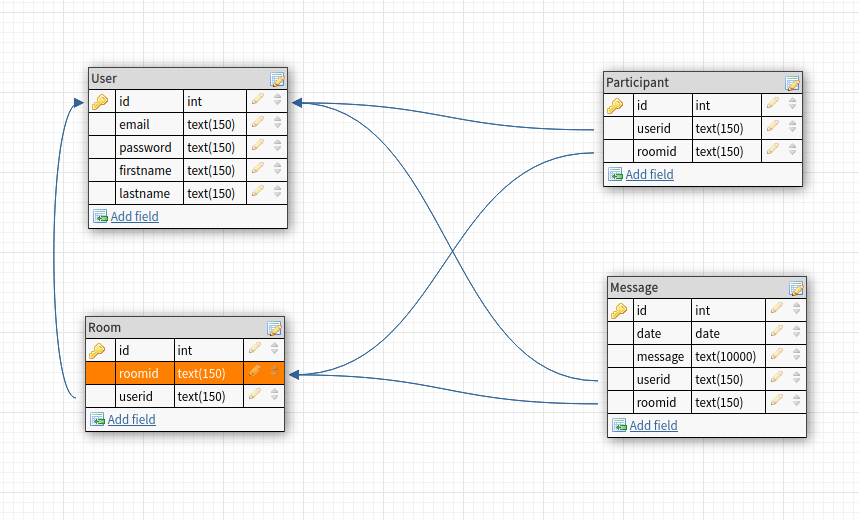 User
id int
email text(150)
password text(150)
firstname text(150)
lastname text(150)
Add field
Participant
id int
userid text(150)
roomid text(150)
Add field
Room
id int
roomid text(150)
userid text(150)
Add field
Message
id int
date date
message text(10000)
userid text(150)
roomid text(150)
Add field